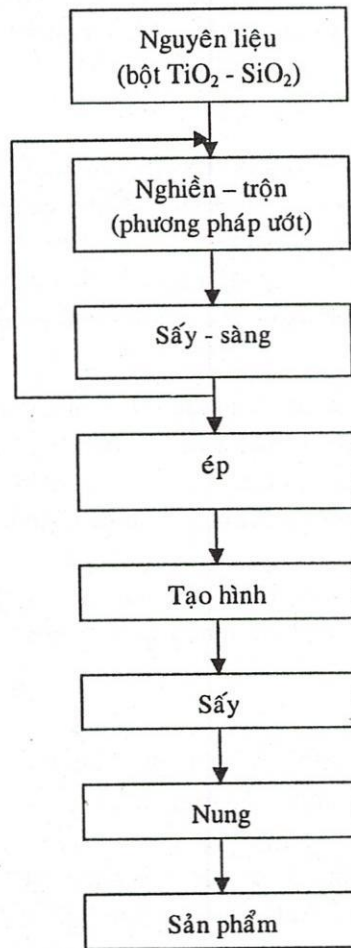 Nguyên liệu
(bột TiO₂ - SiO₂)
Nghiền – trộn
(phương pháp ướt)
Sấy - sàng
ép
Tạo hình
Sấy
Nung
Sản phẩm